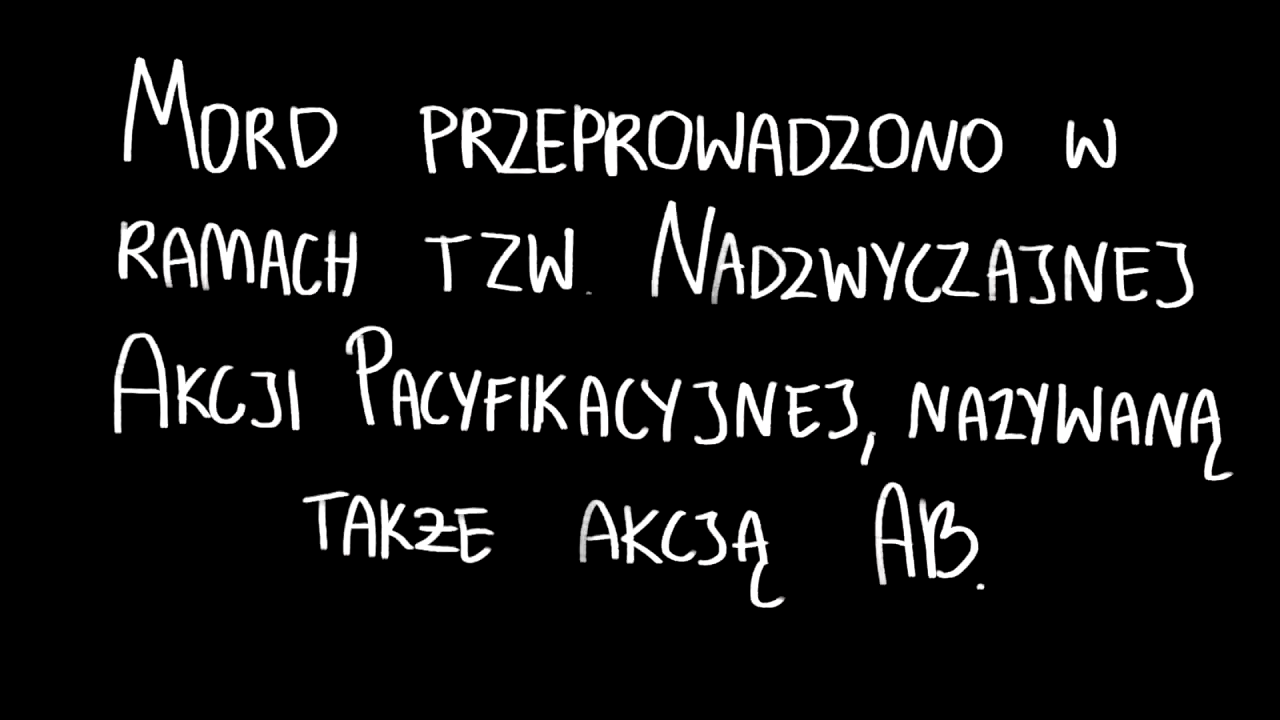 MORD PRZEPROWADZONO W
RAMACH TZW. NADZWYCZAJNEJ
AKCJI PACYFIKACYJNEJ, NAZYWANĄ
TAKŻE AKCJĄ AB.